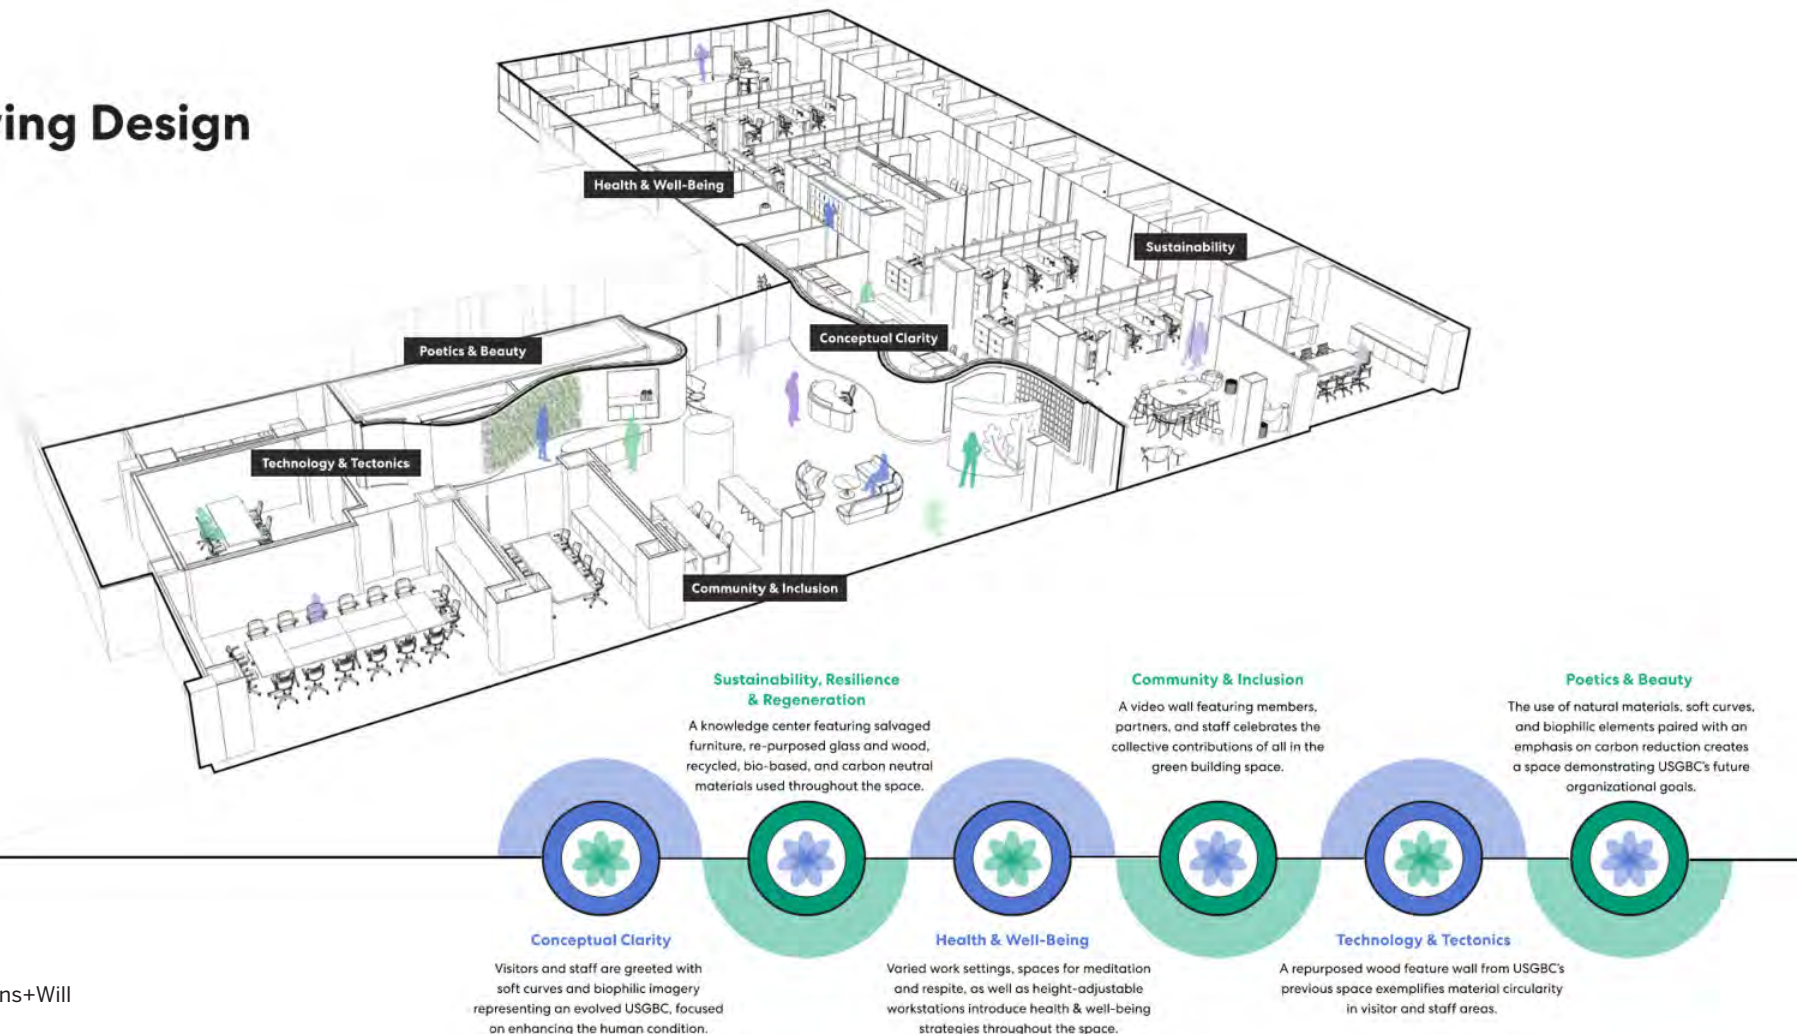 ving Design
Health & Well-Being
Sustainability
Conceptual Clarity
Poetics & Beauty
Technology & Tectonics
Community & Inclusion
Sustainability, Resilience
& Regeneration
A knowledge center featuring salvaged
furniture, re-purposed glass and wood,
recycled, bio-based, and carbon neutral
materials used throughout the space.
Community & Inclusion
A video wall featuring members,
partners, and staff celebrates the
collective contributions of all in the
green building space.
Poetics & Beauty
The use of natural materials, soft curves,
and biophilic elements paired with an
emphasis on carbon reduction creates
a space demonstrating USGBC's future
organizational goals.
Conceptual Clarity
Visitors and staff are greeted with
soft curves and biophilic imagery
representing an evolved USGBC, focused
on enhancing the human condition.
Health & Well-Being
Varied work settings, spaces for meditation
and respite, as well as height-adjustable
workstations introduce health & well-being
strategies throughout the space.
Technology & Tectonics
A repurposed wood feature wall from USGBC's
previous space exemplifies material circularity
in visitor and staff areas.
ns+Will